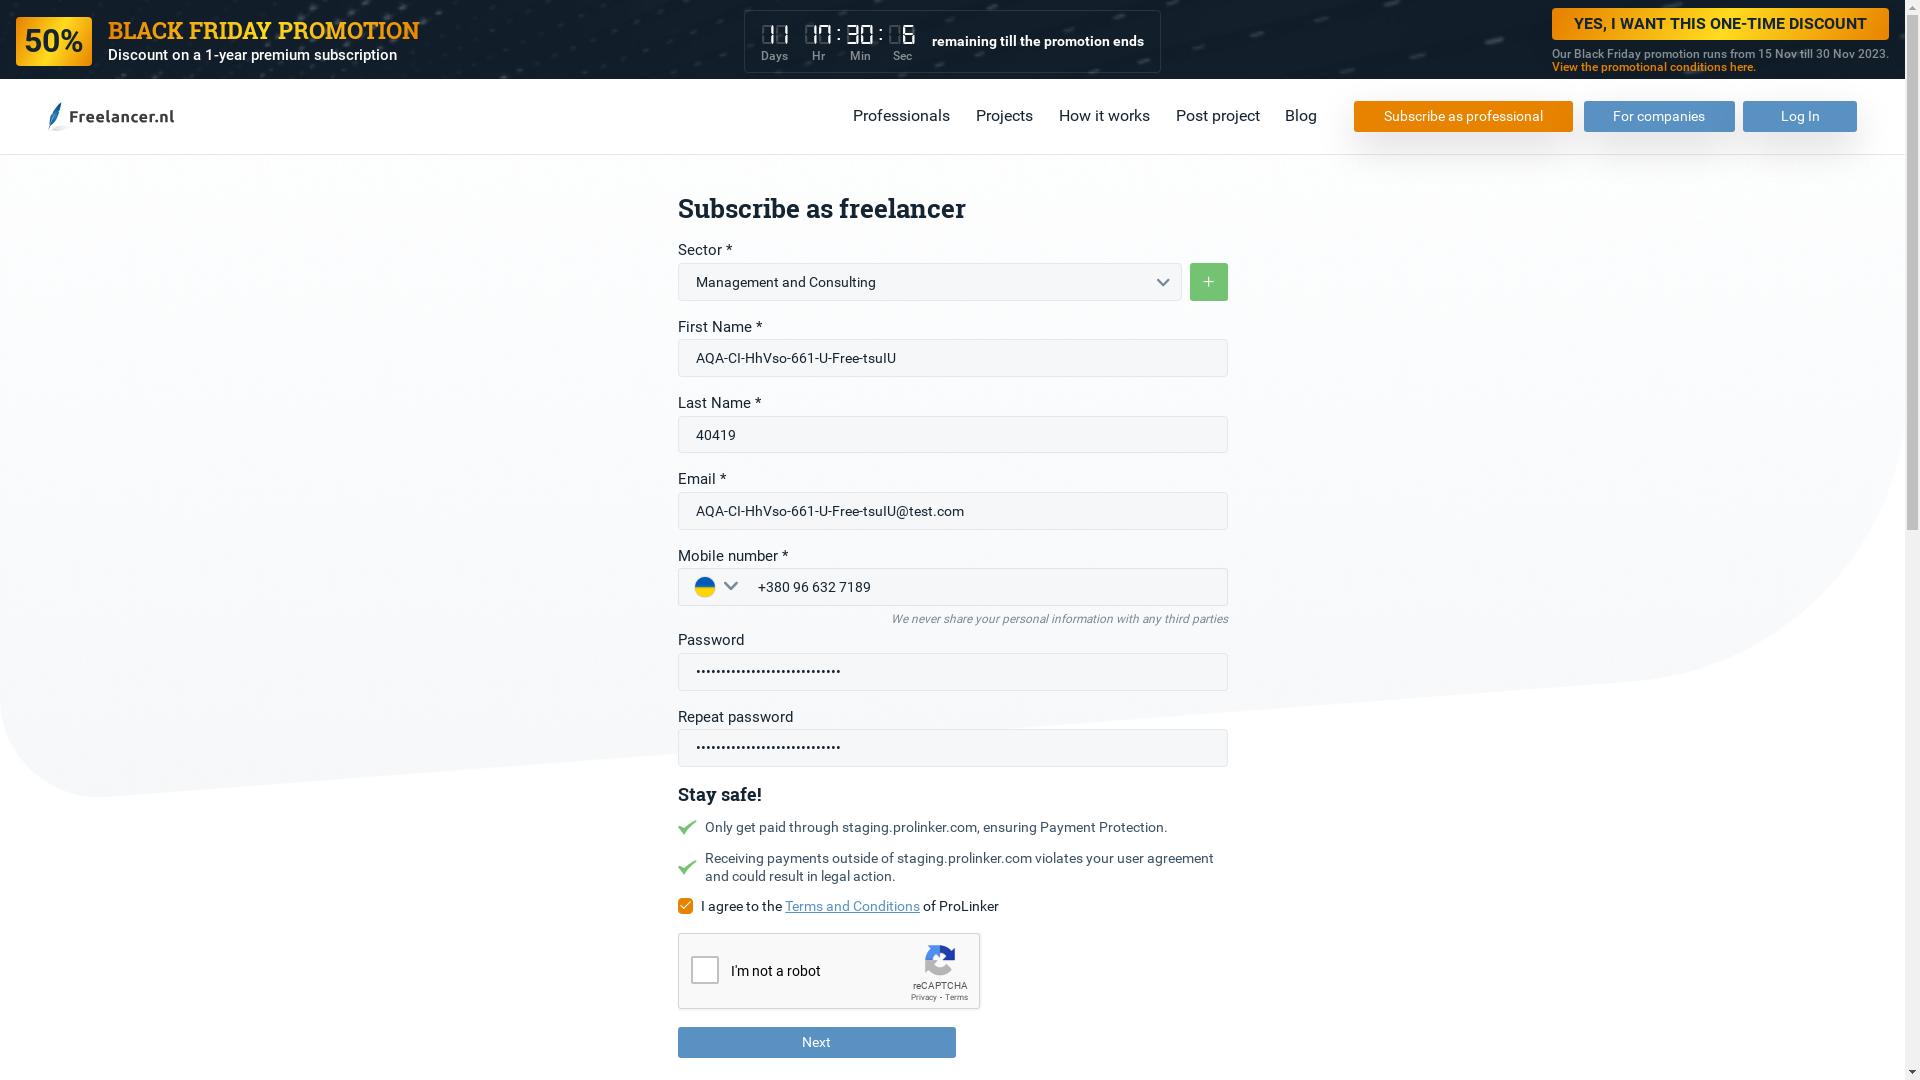 50%
BLACK FRIDAY PROMOTION
Discount on a 1-year premium subscription
11 17 : 30 : 6
Days Hr Min Sec
remaining till the promotion ends
YES, I WANT THIS ONE-TIME DISCOUNT
Our Black Friday promotion runs from 15 Nov till 30 Nov 2023.
View the promotional conditions here.
Freelancer.nl
Professionals Projects How it works Post project Blog Subscribe as professional For companies Log In
Subscribe as freelancer
Sector *
Management and Consulting
+
First Name *
AQA-CI-HhVso-661-U-Free-tsuIU
Last Name *
40419
Email *
AQA-CI-HhVso-661-U-Free-tsuIU@test.com
Mobile number *
+380 96 632 7189
We never share your personal information with any third parties
Password
•••••••••••••••••••••••••••••
Repeat password
•••••••••••••••••••••••••••••
Stay safe!
Only get paid through staging.prolinker.com, ensuring Payment Protection.
Receiving payments outside of staging.prolinker.com violates your user agreement
and could result in legal action.
I agree to the Terms and Conditions of ProLinker
I'm not a robot
reCAPTCHA
Privacy - Terms
Next